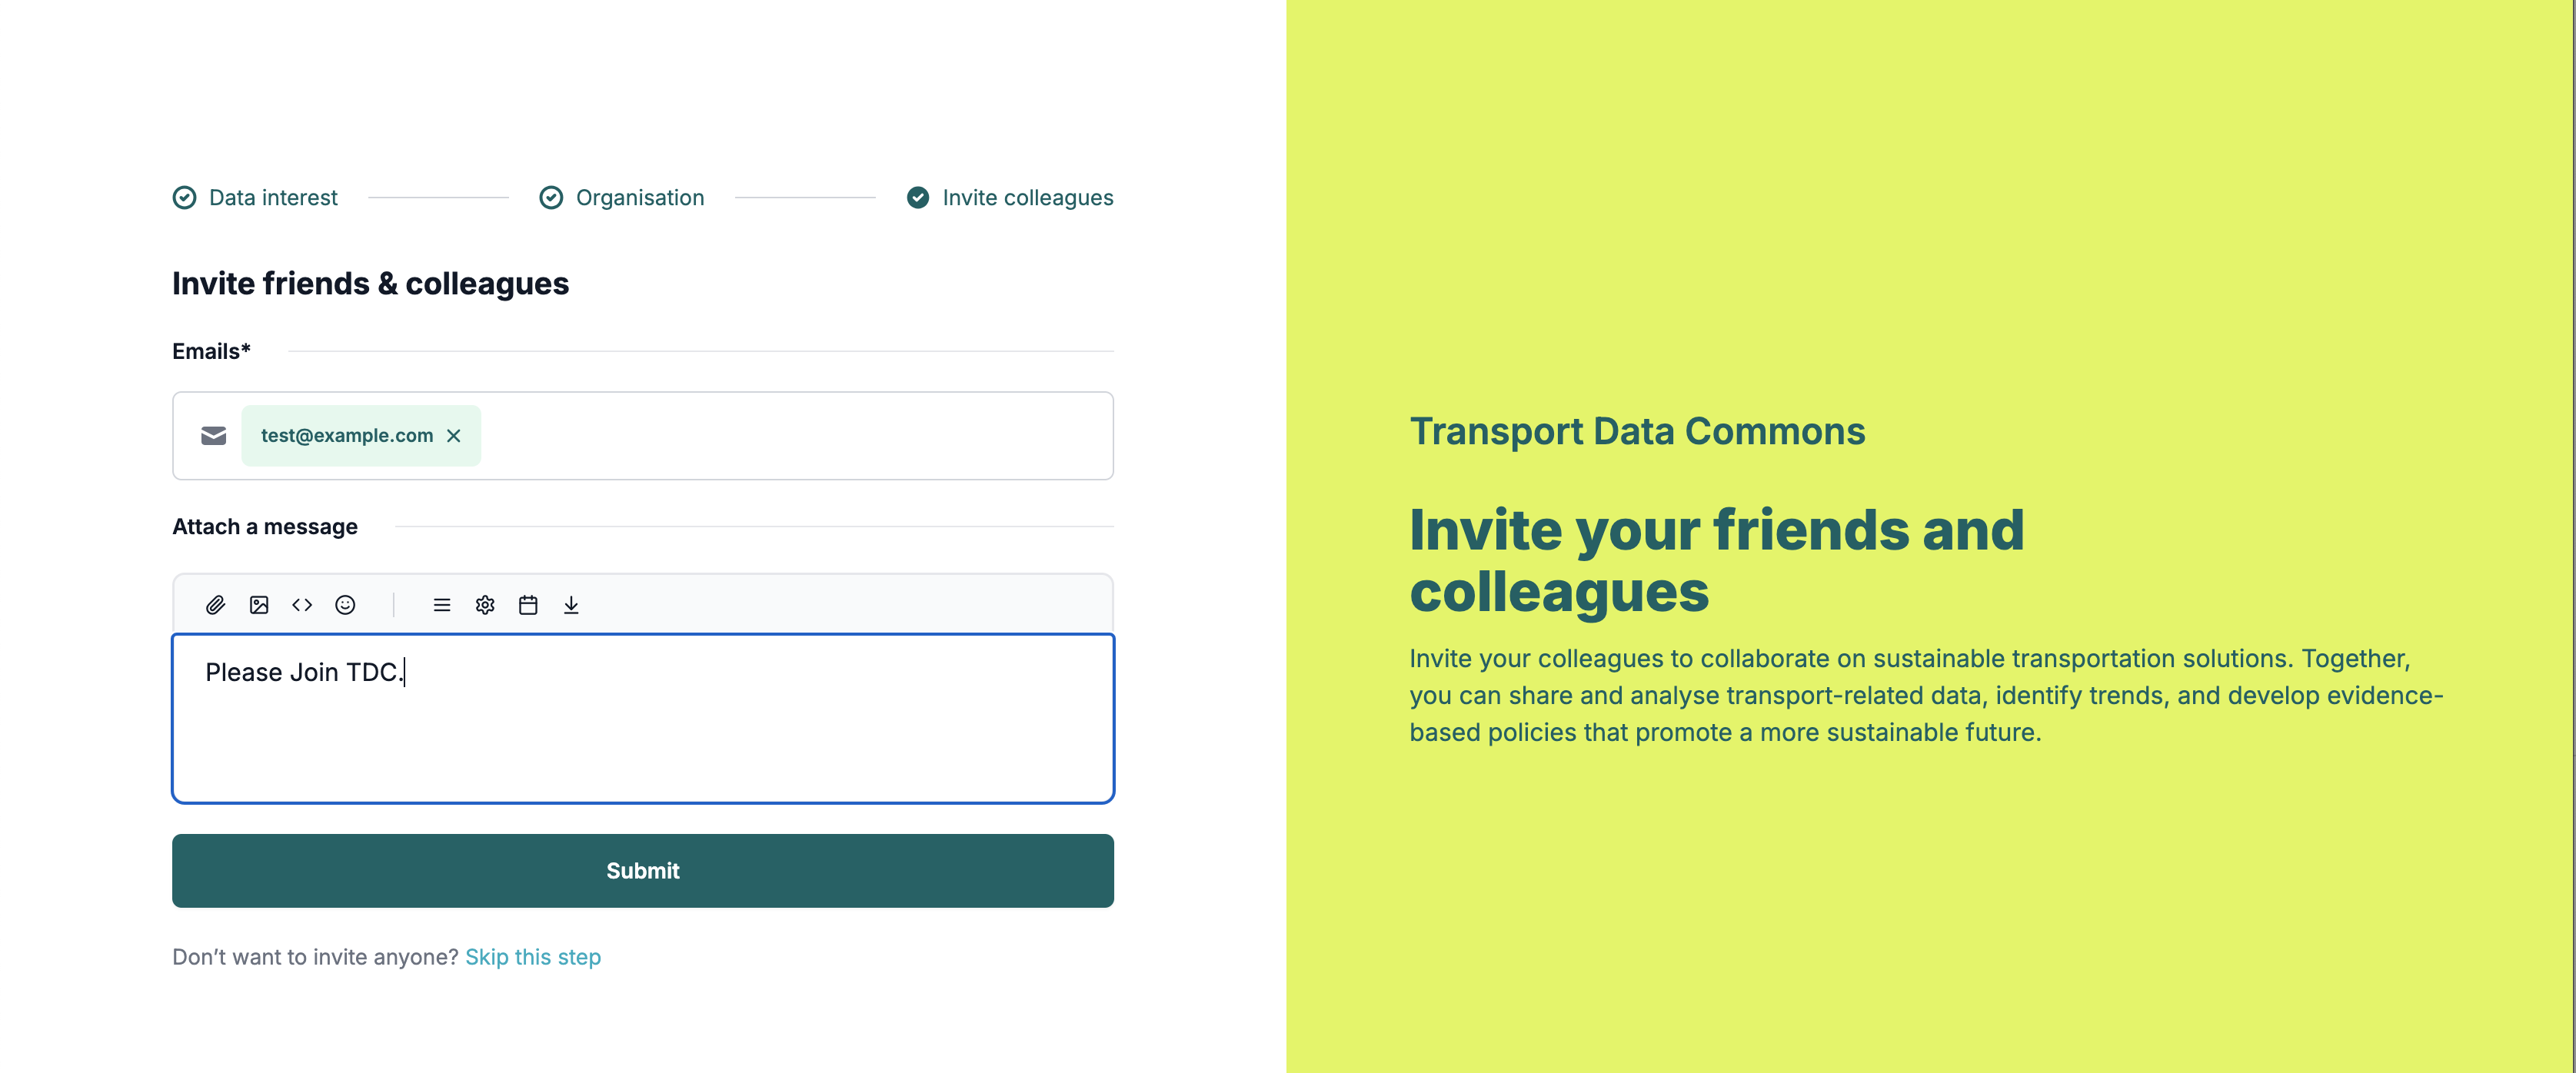 Data interest
Organisation
Invite colleagues
Invite friends & colleagues
Emails*
test@example.com
Attach a message
Please Join TDC.
Submit
Don’t want to invite anyone? Skip this step
Transport Data Commons
Invite your friends and
colleagues
Invite your colleagues to collaborate on sustainable transportation solutions. Together,
you can share and analyse transport-related data, identify trends, and develop evidence-
based policies that promote a more sustainable future.